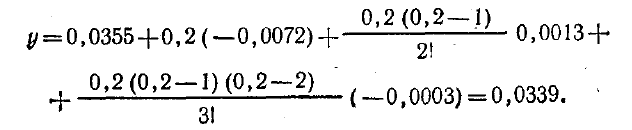 y=0,0355+0,2(−0,0072)+ 0,2(0,2−1)/2! 0,0013+
+ 0,2(0,2−1)(0,2−2)/3! (−0,0003)=0,0339.